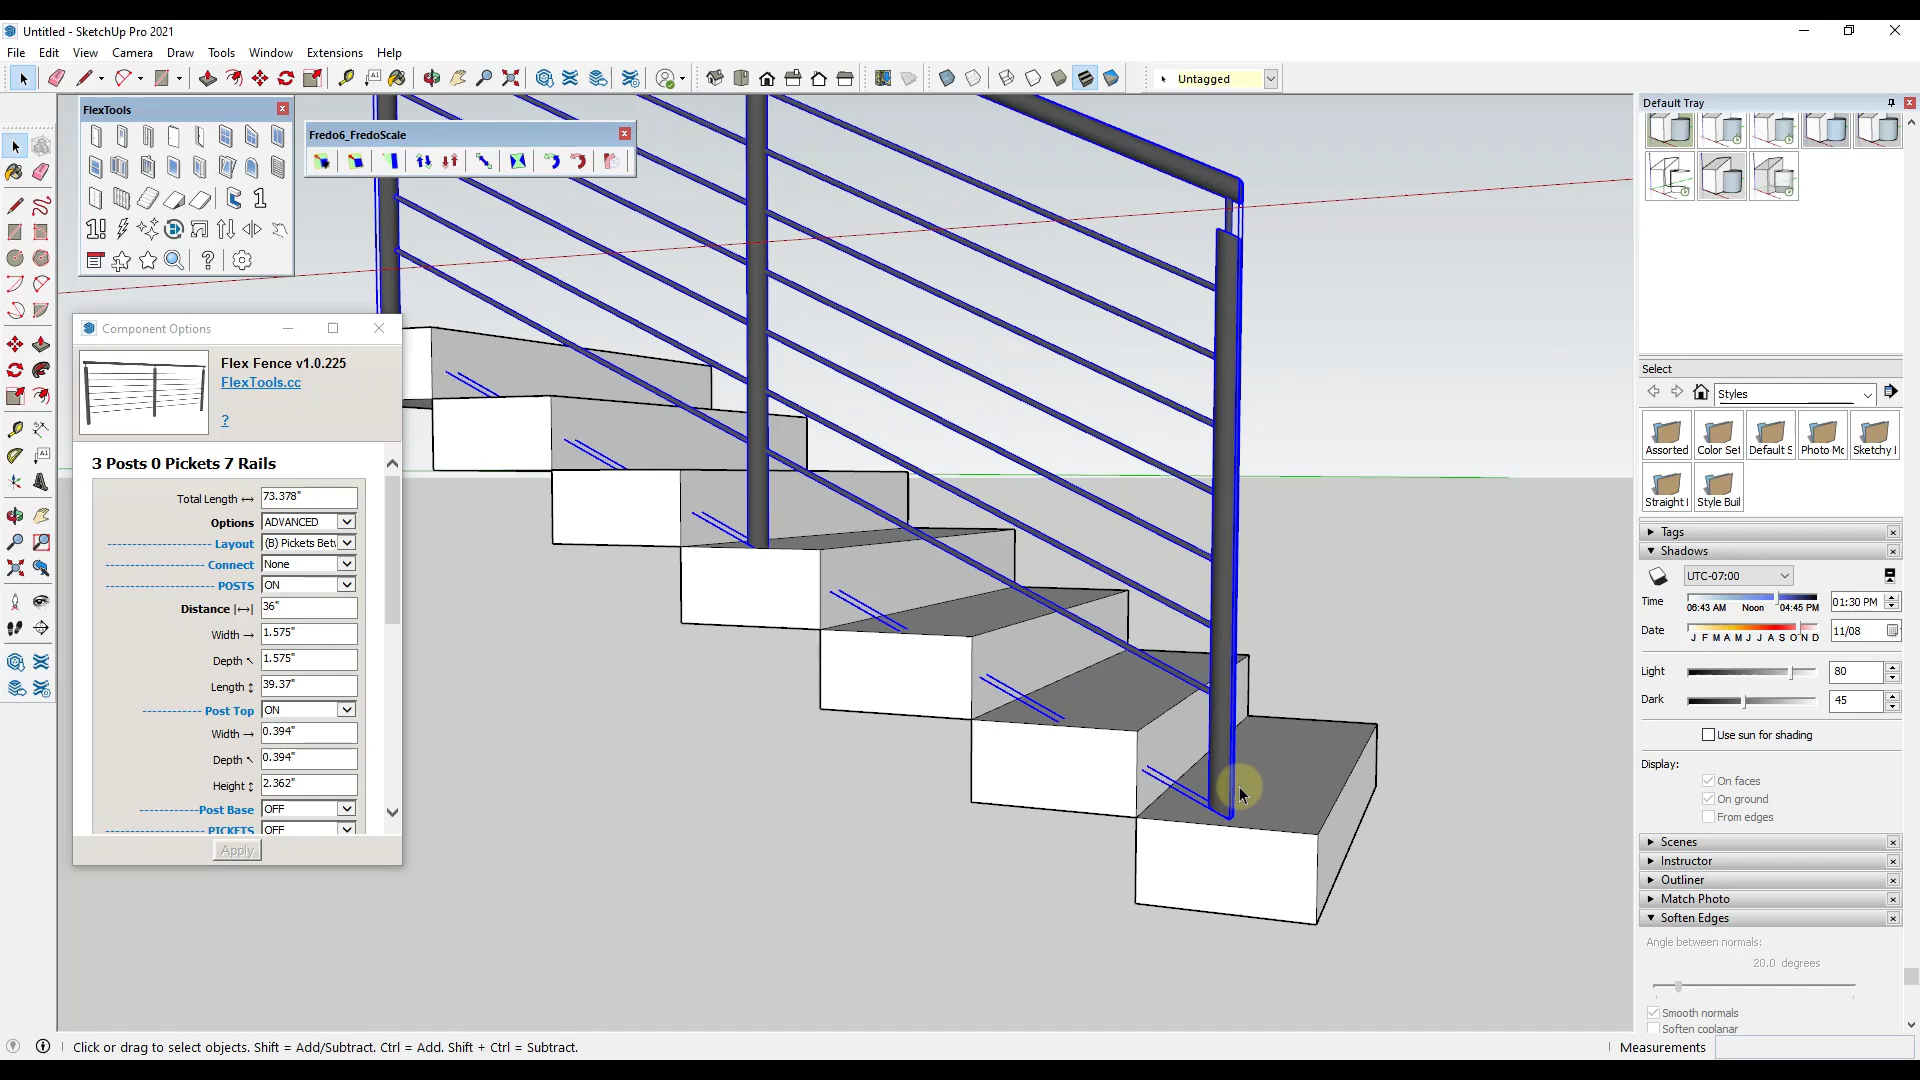 Untitled - SketchUp Pro 2021
File Edit View Camera Draw Tools Window Extensions Help
Untagged
FlexTools
Fredo6_FredoScale
Component Options
Flex Fence v1.0.225
FlexTools.cc
?
3 Posts 0 Pickets 7 Rails
Total Length 73.378"
Options ADVANCED
Layout (B) Pickets Betw
Connect None
POSTS ON
Distance 36"
Width 1.575"
Depth 1.575"
Length 39.37"
Post Top ON
Width 0.394"
Depth 0.394"
Height 2.362"
Post Base OFF
PICKETS OFF
Apply
Default Tray
Select
Styles
Assorted Color Set Default S Photo Mo Sketchy I
Straight I Style Buil
Tags
Shadows
UTC-07:00
Time 06:43 AM Noon 04:45 PM 01:30 PM
Date J F M A M J J A S O N D 11/08
Light 80
Dark 45
Use sun for shading
Display:
On faces
On ground
From edges
Scenes
Instructor
Outliner
Match Photo
Soften Edges
Angle between normals:
20.0 degrees
Smooth normals
Soften coplanar
Click or drag to select objects. Shift = Add/Subtract. Ctrl = Add. Shift + Ctrl = Subtract.
Measurements